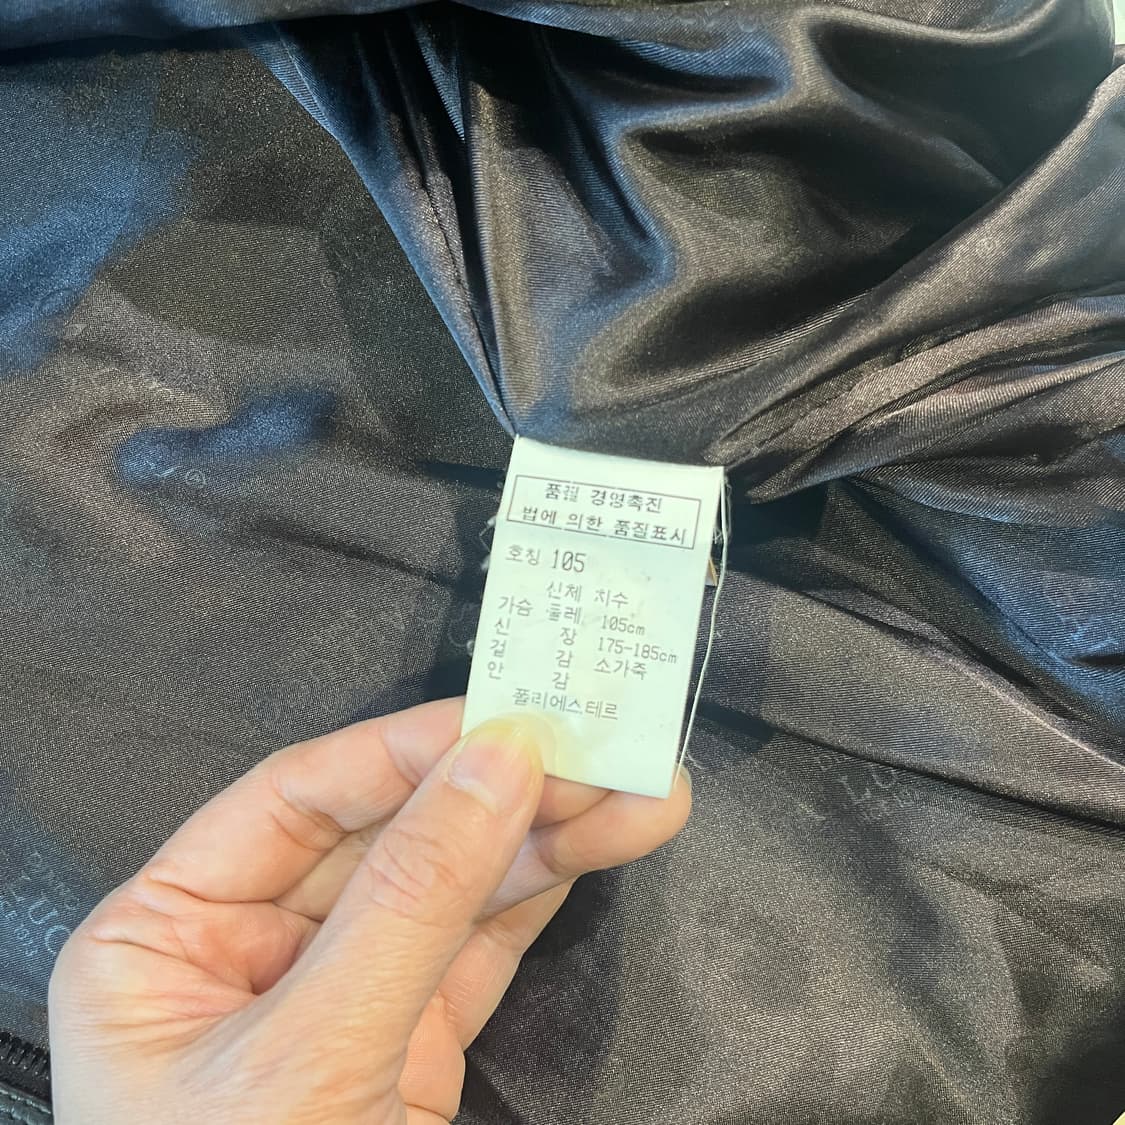 품질 경영촉진
법에 의한 품질표시
호칭 105
신체 치수
가슴 둘레 105cm
신 장 175-185cm
겉 감 소가죽
안 감
폴리에스테르